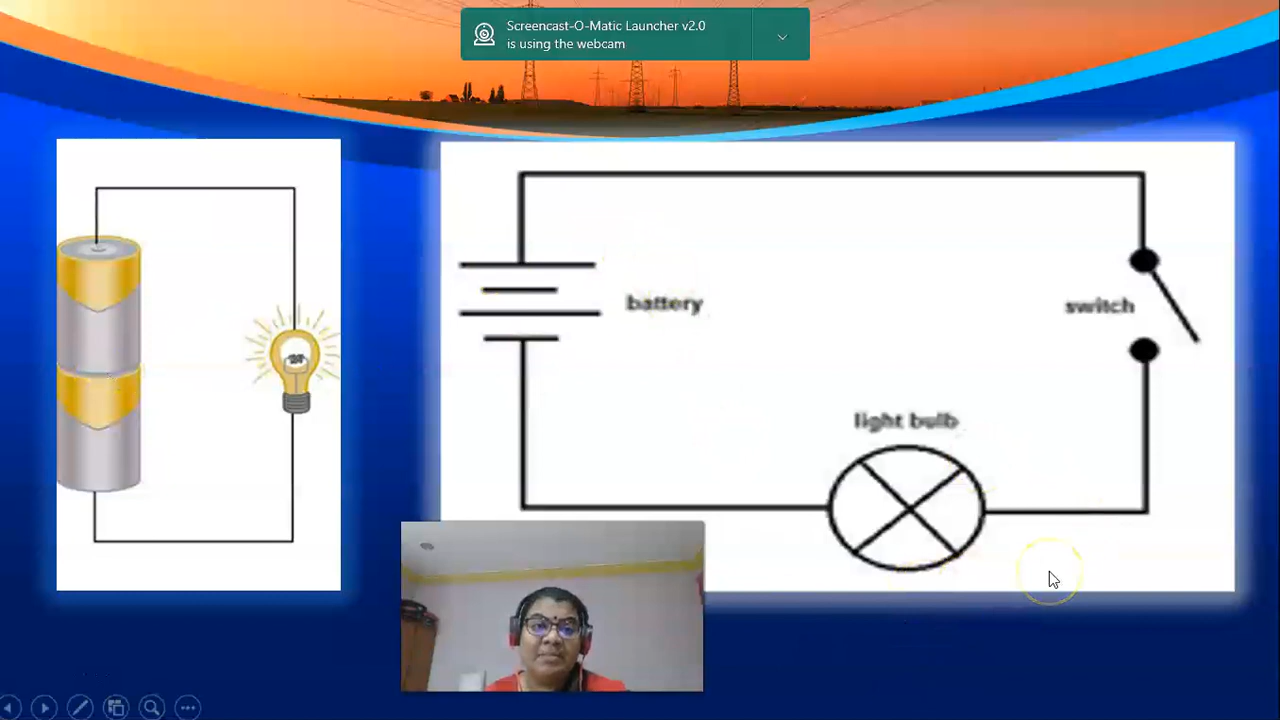 Screencast-O-Matic Launcher v2.0
is using the webcam
battery
switch
light bulb